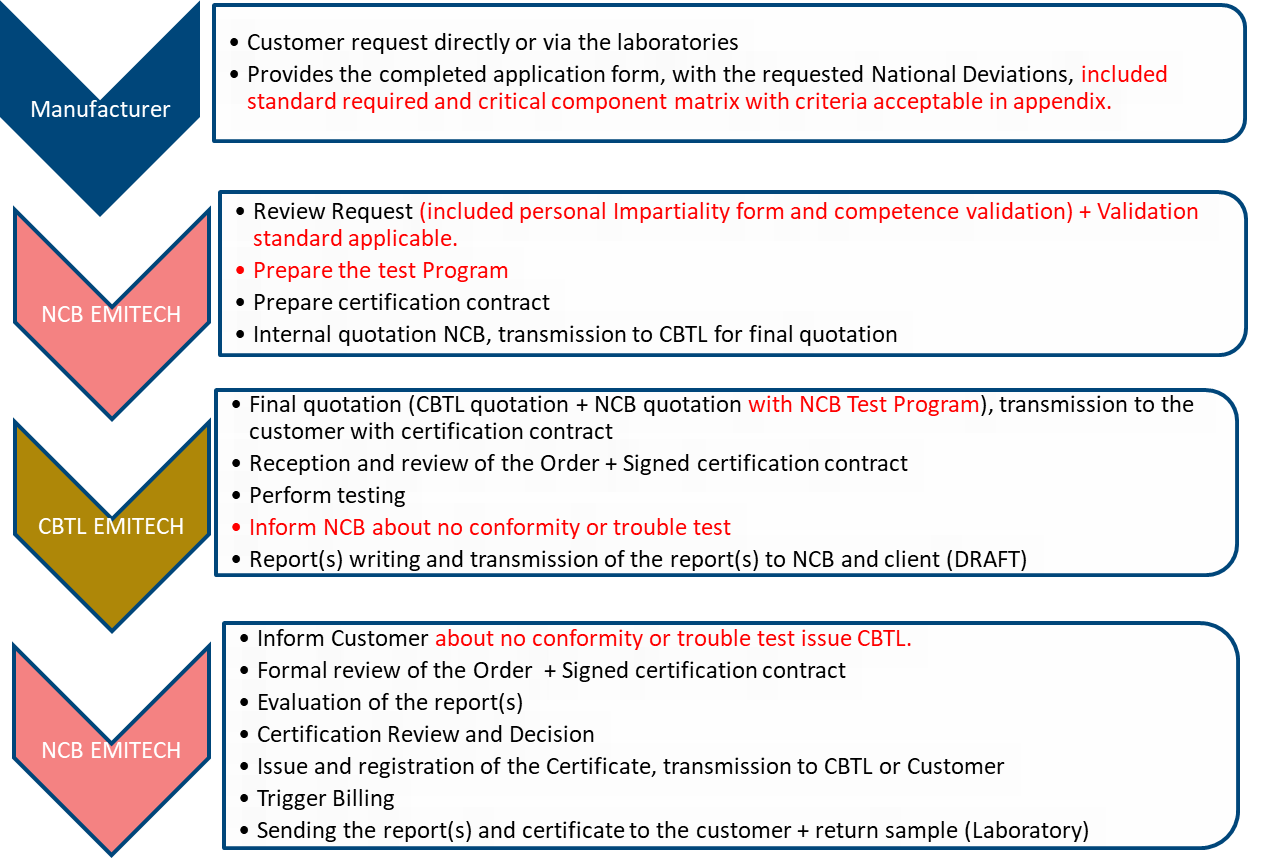 Manufacturer
• Customer request directly or via the laboratories
• Provides the completed application form, with the requested National Deviations, included
standard required and critical component matrix with criteria acceptable in appendix.
NCB EMITECH
• Review Request (included personal Impartiality form and competence validation) + Validation
standard applicable.
• Prepare the test Program
• Prepare certification contract
• Internal quotation NCB, transmission to CBTL for final quotation
CBTL EMITECH
• Final quotation (CBTL quotation + NCB quotation with NCB Test Program), transmission to the
customer with certification contract
• Reception and review of the Order + Signed certification contract
• Perform testing
• Inform NCB about no conformity or trouble test
• Report(s) writing and transmission of the report(s) to NCB and client (DRAFT)
NCB EMITECH
• Inform Customer about no conformity or trouble test issue CBTL.
• Formal review of the Order + Signed certification contract
• Evaluation of the report(s)
• Certification Review and Decision
• Issue and registration of the Certificate, transmission to CBTL or Customer
• Trigger Billing
• Sending the report(s) and certificate to the customer + return sample (Laboratory)